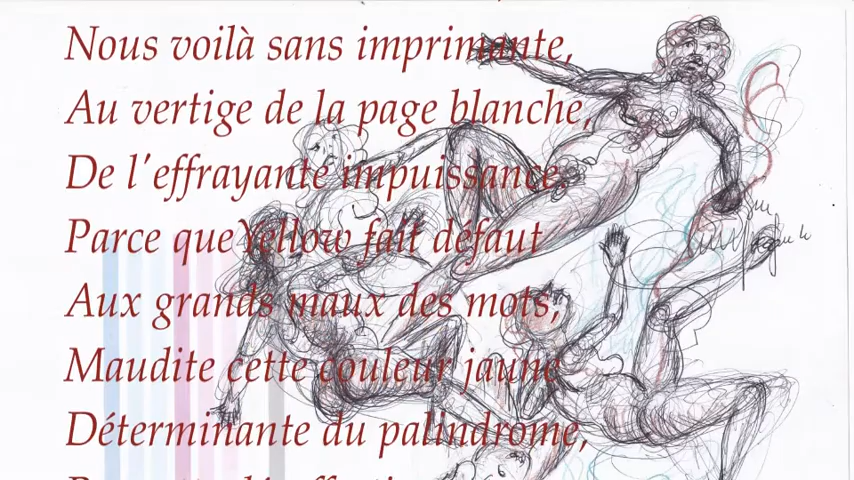 Nous voilà sans imprimante,
Au vertige de la page blanche,
De l'effrayante impuissance.
Parce queYellow fait défaut
Aux grands maux des mots,
Maudite cette couleur jaune
Déterminante du palindrome,